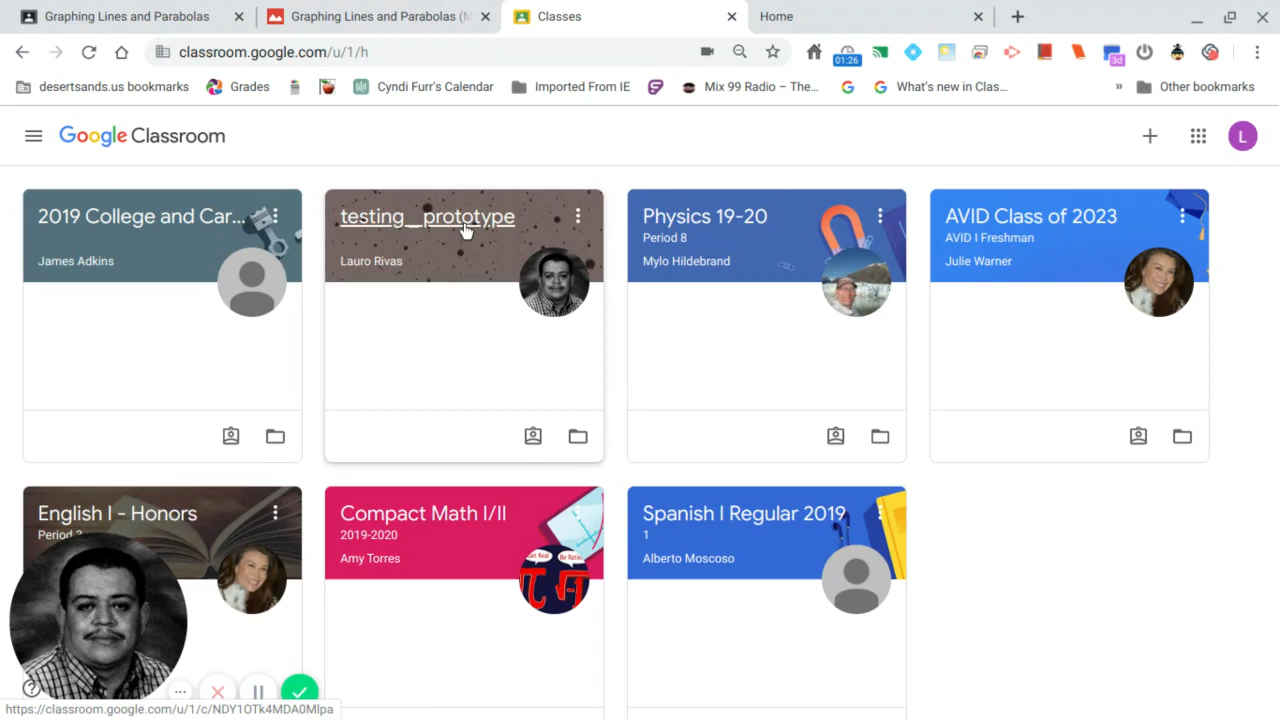 Graphing Lines and Parabolas
Graphing Lines and Parabolas (M
Classes
Home
classroom.google.com/u/1/h
01:26
3d
desertsands.us bookmarks
Grades
Cyndi Furr's Calendar
Imported From IE
Mix 99 Radio – The...
What's new in Clas...
»
Other bookmarks
Google Classroom
L
2019 College and Car...
James Adkins
testing_prototype
Lauro Rivas
Physics 19-20
Period 8
Mylo Hildebrand
AVID Class of 2023
AVID I Freshman
Julie Warner
English I - Honors
Compact Math I/II
2019-2020
Amy Torres
Spanish I Regular 2019
1
Alberto Moscoso
https://classroom.google.com/u/1/c/NDY1OTk4MDA0Mlpa